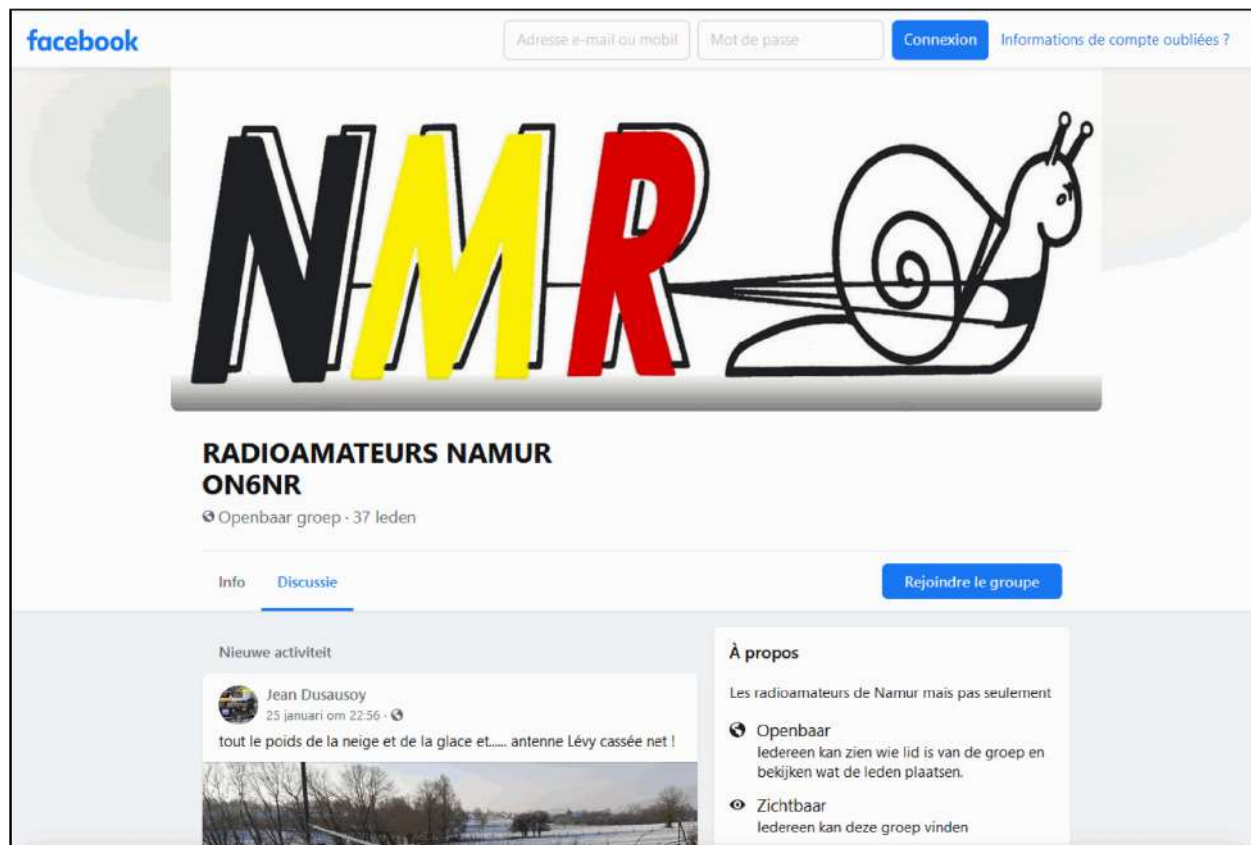 facebook
Adresse e-mail ou mobil
Mot de passe
Connexion
Informations de compte oubliées ?
NMR
RADIOAMATEURS NAMUR
ON6NR
Openbaar groep · 37 leden
Info
Discussie
Rejoindre le groupe
Nieuwe activiteit
Jean Dusausoy
25 januari om 22:56 ·
tout le poids de la neige et de la glace et...... antenne Lévy cassée net !
À propos
Les radioamateurs de Namur mais pas seulement
Openbaar
Iedereen kan zien wie lid is van de groep en
bekijken wat de leden plaatsen.
Zichtbaar
Iedereen kan deze groep vinden